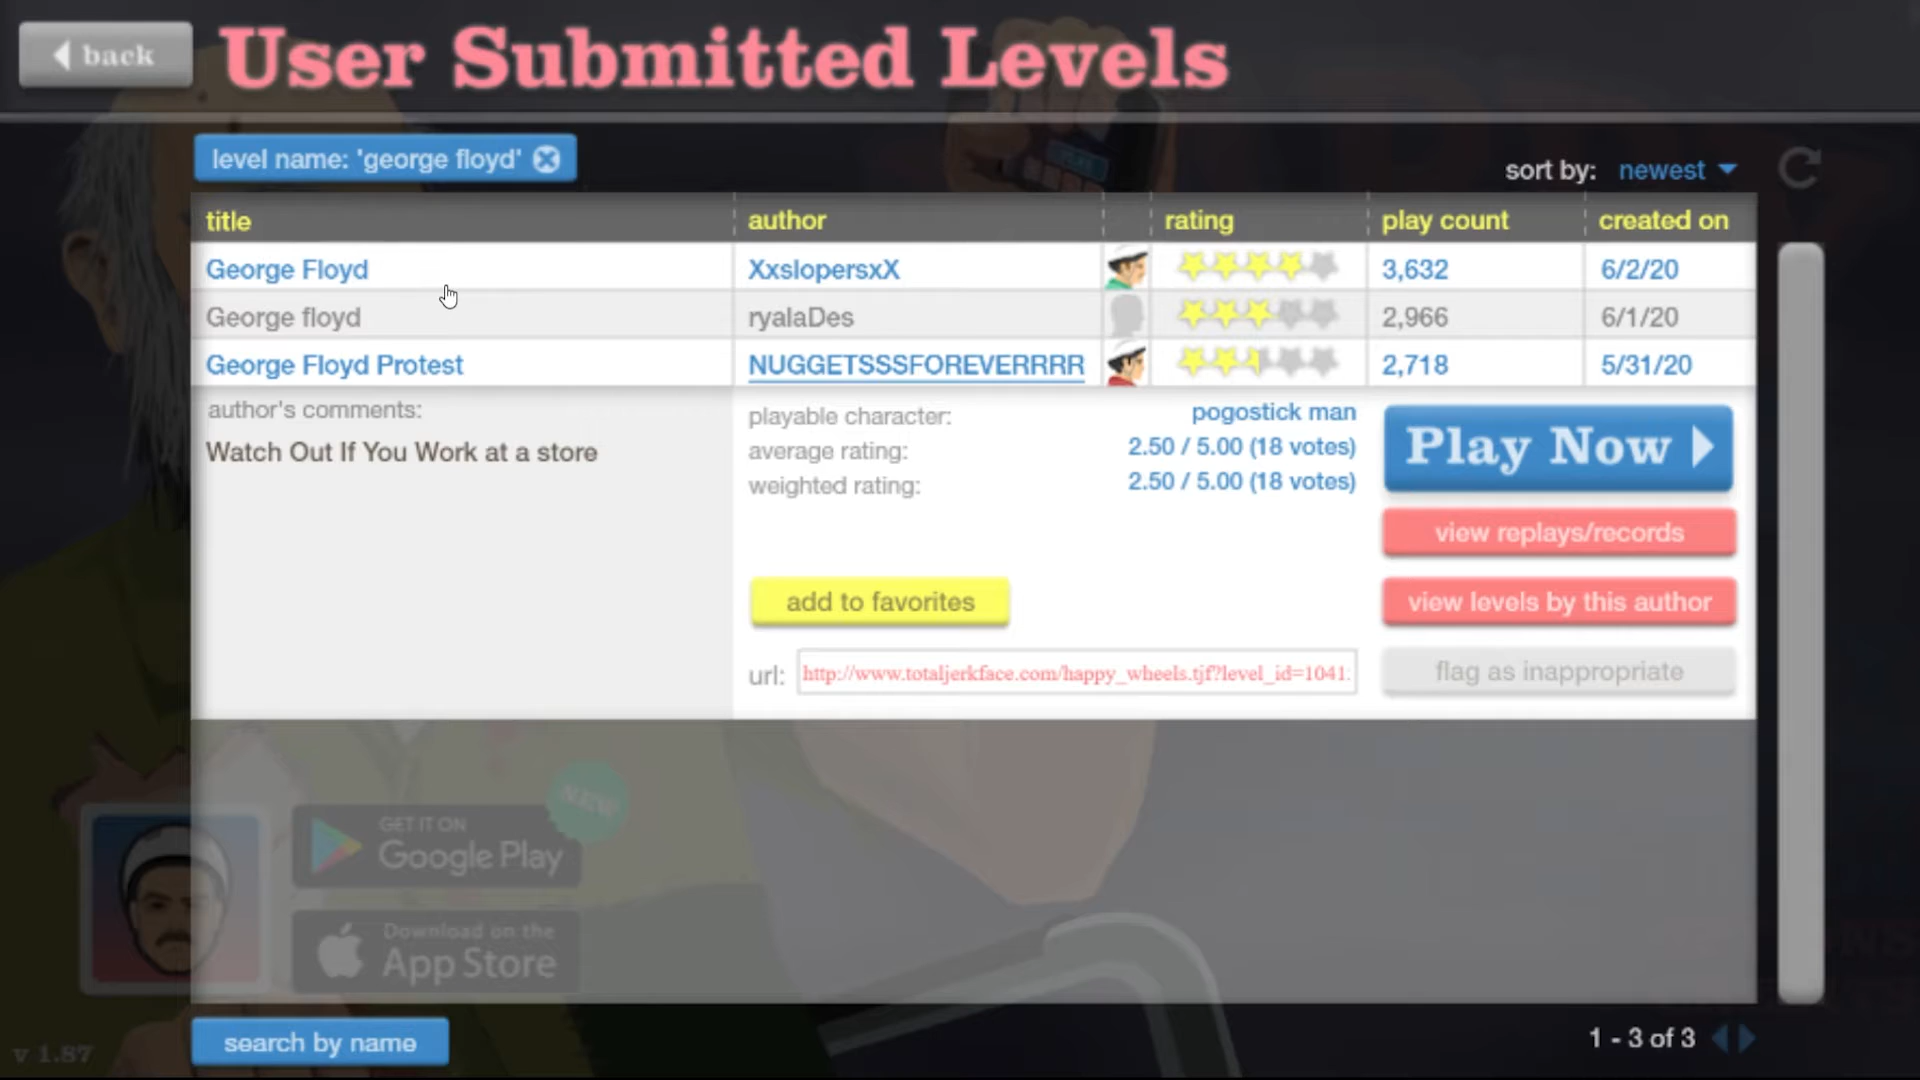 back
User Submitted Levels
level name: 'george floyd'
sort by: newest
title author rating play count created on
George Floyd XxslopersxX 3,632 6/2/20
George floyd ryalaDes 2,966 6/1/20
George Floyd Protest NUGGETSSSFOREVERRRR 2,718 5/31/20
author's comments:
Watch Out If You Work at a store
playable character: pogostick man
average rating: 2.50 / 5.00 (18 votes)
weighted rating: 2.50 / 5.00 (18 votes)
Play Now
view replays/records
add to favorites
view levels by this author
url: http://www.totaljerkface.com/happy_wheels.tjf?level_id=1041
flag as inappropriate
NEW
GET IT ON
Google Play
Download on the
App Store
search by name
1 - 3 of 3
v 1.87